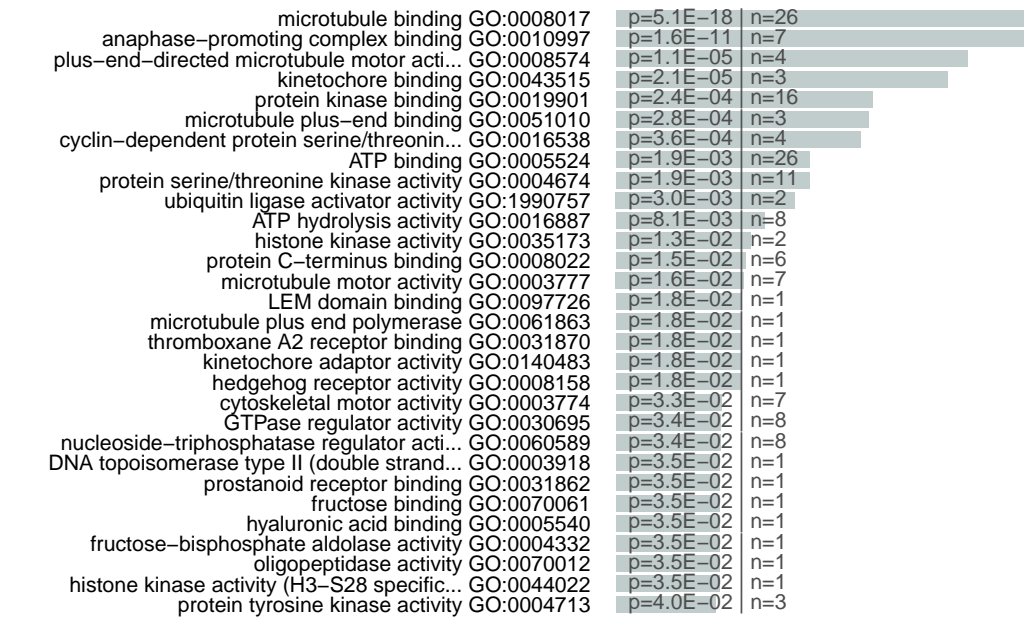 microtubule binding GO:0008017 p=5.1E−18 n=26
anaphase−promoting complex binding GO:0010997 p=1.6E−11 n=7
plus−end−directed microtubule motor acti... GO:0008574 p=1.1E−05 n=4
kinetochore binding GO:0043515 p=2.1E−05 n=3
protein kinase binding GO:0019901 p=2.4E−04 n=16
microtubule plus−end binding GO:0051010 p=2.8E−04 n=3
cyclin−dependent protein serine/threonin... GO:0016538 p=3.6E−04 n=4
ATP binding GO:0005524 p=1.9E−03 n=26
protein serine/threonine kinase activity GO:0004674 p=1.9E−03 n=11
ubiquitin ligase activator activity GO:1990757 p=3.0E−03 n=2
ATP hydrolysis activity GO:0016887 p=8.1E−03 n=8
histone kinase activity GO:0035173 p=1.3E−02 n=2
protein C−terminus binding GO:0008022 p=1.5E−02 n=6
microtubule motor activity GO:0003777 p=1.6E−02 n=7
LEM domain binding GO:0097726 p=1.8E−02 n=1
microtubule plus end polymerase GO:0061863 p=1.8E−02 n=1
thromboxane A2 receptor binding GO:0031870 p=1.8E−02 n=1
kinetochore adaptor activity GO:0140483 p=1.8E−02 n=1
hedgehog receptor activity GO:0008158 p=1.8E−02 n=1
cytoskeletal motor activity GO:0003774 p=3.3E−02 n=7
GTPase regulator activity GO:0030695 p=3.4E−02 n=8
nucleoside−triphosphatase regulator acti... GO:0060589 p=3.4E−02 n=8
DNA topoisomerase type II (double strand... GO:0003918 p=3.5E−02 n=1
prostanoid receptor binding GO:0031862 p=3.5E−02 n=1
fructose binding GO:0070061 p=3.5E−02 n=1
hyaluronic acid binding GO:0005540 p=3.5E−02 n=1
fructose−bisphosphate aldolase activity GO:0004332 p=3.5E−02 n=1
oligopeptidase activity GO:0070012 p=3.5E−02 n=1
histone kinase activity (H3−S28 specific... GO:0044022 p=3.5E−02 n=1
protein tyrosine kinase activity GO:0004713 p=4.0E−02 n=3